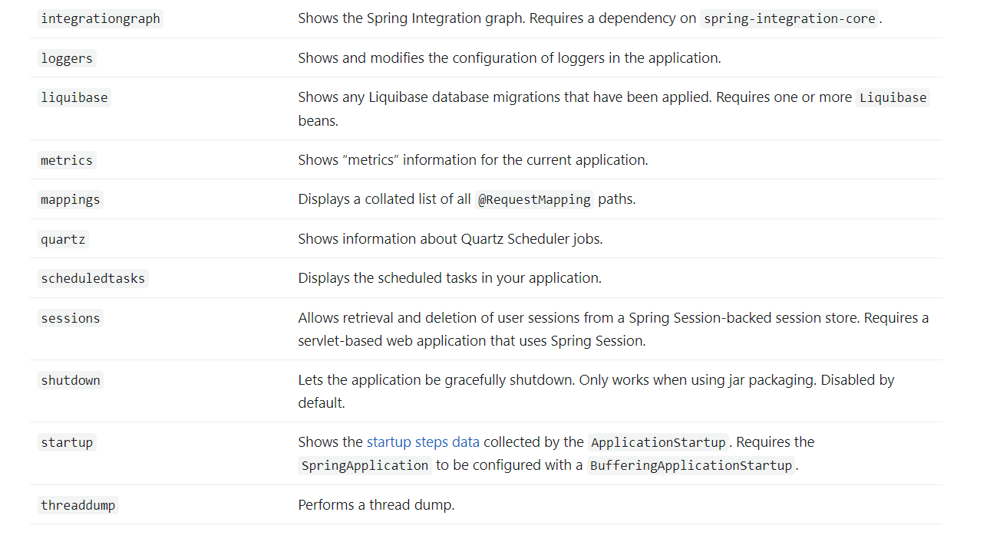 integrationgraph Shows the Spring Integration graph. Requires a dependency on spring-integration-core.
loggers Shows and modifies the configuration of loggers in the application.
liquibase Shows any Liquibase database migrations that have been applied. Requires one or more Liquibase
beans.
metrics Shows “metrics” information for the current application.
mappings Displays a collated list of all @RequestMapping paths.
quartz Shows information about Quartz Scheduler jobs.
scheduledtasks Displays the scheduled tasks in your application.
sessions Allows retrieval and deletion of user sessions from a Spring Session-backed session store. Requires a
servlet-based web application that uses Spring Session.
shutdown Lets the application be gracefully shutdown. Only works when using jar packaging. Disabled by
default.
startup Shows the startup steps data collected by the ApplicationStartup. Requires the
SpringApplication to be configured with a BufferingApplicationStartup.
threaddump Performs a thread dump.